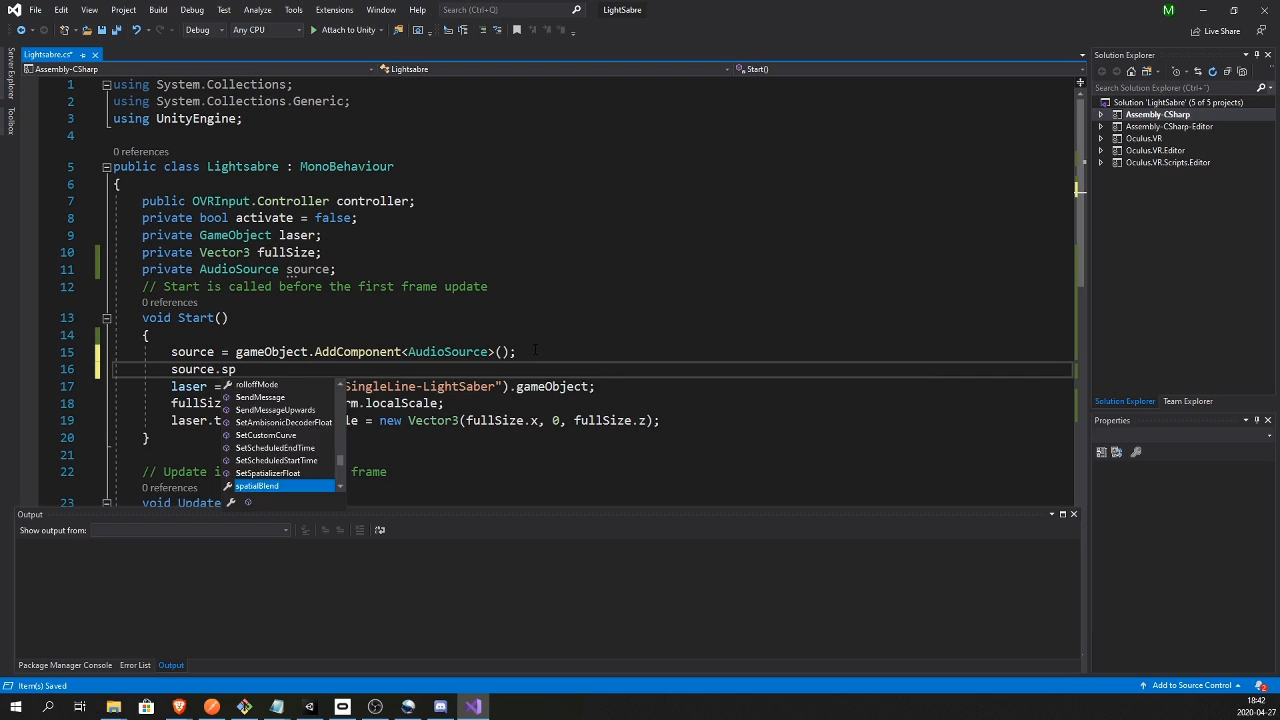 File Edit View Project Build Debug Test Analyze Tools Extensions Window Help Search (Ctrl+Q) LightSabre M
Debug Any CPU Attach to Unity Live Share
Lightsabre.cs* Solution Explorer
Assembly-CSharp Lightsabre Start()
Server Explorer
Toolbox
1 using System.Collections;
2 using System.Collections.Generic;
3 using UnityEngine;
4
0 references
5 public class Lightsabre : MonoBehaviour
6 {
7 public OVRInput.Controller controller;
8 private bool activate = false;
9 private GameObject laser;
10 private Vector3 fullSize;
11 private AudioSource source;
12 // Start is called before the first frame update
0 references
13 void Start()
14 {
15 source = gameObject.AddComponent<AudioSource>();
16 source.sp
17 laser = SingleLine-LightSaber").gameObject;
18 fullSiz rm.localScale;
19 laser.t le = new Vector3(fullSize.x, 0, fullSize.z);
20 }
21
22 // Update i frame
0 references
23 void Update
rolloffMode
SendMessage
SendMessageUpwards
SetAmbisonicDecoderFloat
SetCustomCurve
SetScheduledEndTime
SetScheduledStartTime
SetSpatializerFloat
spatialBlend
Search Solution Explorer (Ctrl+")
Solution 'LightSabre' (5 of 5 projects)
Assembly-CSharp
Assembly-CSharp-Editor
Oculus.VR
Oculus.VR.Editor
Oculus.VR.Scripts.Editor
Solution Explorer Team Explorer
Properties
Output
Show output from:
Package Manager Console Error List Output
Item(s) Saved Add to Source Control 2
18:42
2020-04-27